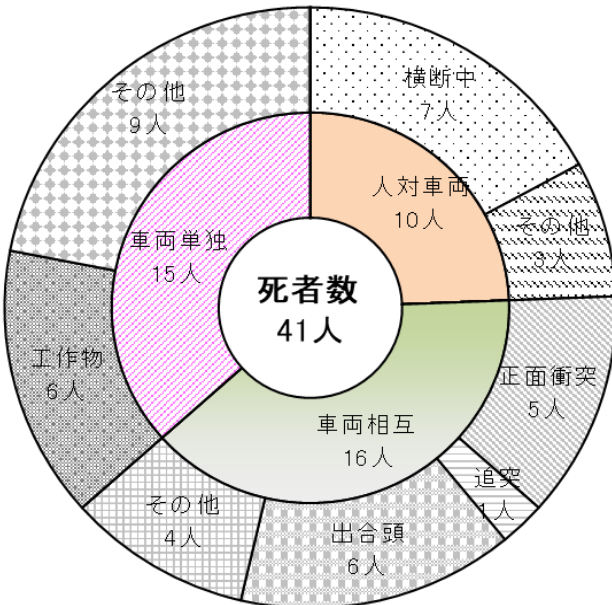 死者数
41人
人対車両
10人
車両相互
16人
車両単独
15人
横断中
7人
その他
3人
正面衝突
5人
追突
1人
出合頭
6人
その他
4人
工作物
6人
その他
9人